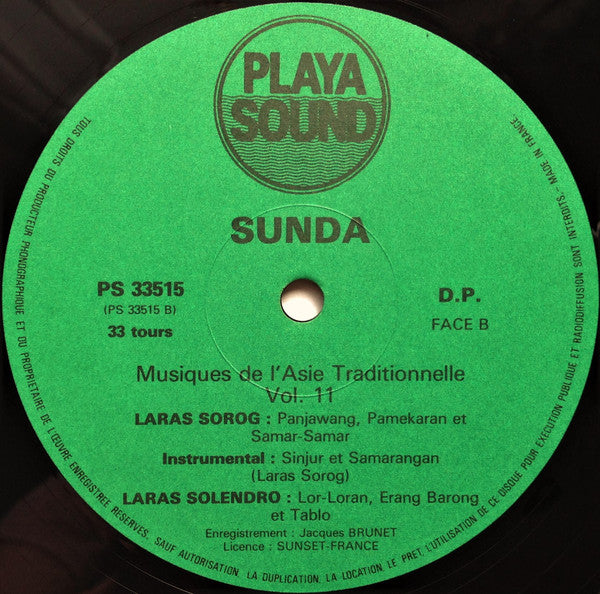 PLAYA
SOUND
SUNDA
PS 33515
(PS 33515 B)
33 tours
D.P.
FACE B
Musiques de l'Asie Traditionnelle
Vol. 11
LARAS SOROG : Panjawang, Pamekaran et
Samar-Samar
Instrumental : Sinjur et Samarangan
(Laras Sorog)
LARAS SOLENDRO : Lor-Loran, Erang Barong
et Tablo
Enregistrement : Jacques BRUNET
Licence : SUNSET-FRANCE
TOUS DROITS DU PRODUCTEUR PHONOGRAPHIQUE ET DU PROPRIETAIRE DE L'ŒUVRE ENREGISTREE RESERVES. SAUF AUTORISATION, LA DUPLICATION, LA LOCATION, LE PRET, L'UTILISATION DE CE DISQUE POUR EXECUTION PUBLIQUE ET RADIODIFFUSION SONT INTERDITS. MADE IN FRANCE